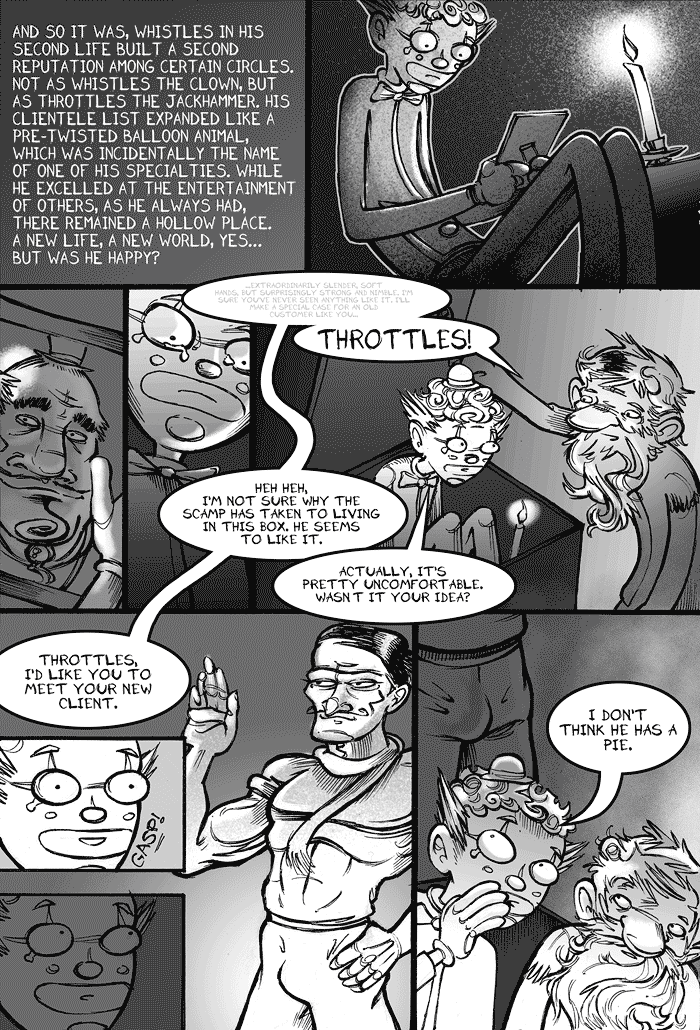 AND SO IT WAS, WHISTLES IN HIS
SECOND LIFE BUILT A SECOND
REPUTATION AMONG CERTAIN CIRCLES.
NOT AS WHISTLES THE CLOWN, BUT
AS THROTTLES THE JACKHAMMER. HIS
CLIENTELE LIST EXPANDED LIKE A
PRE-TWISTED BALLOON ANIMAL,
WHICH WAS INCIDENTALLY THE NAME
OF ONE OF HIS SPECIALTIES. WHILE
HE EXCELLED AT THE ENTERTAINMENT
OF OTHERS, AS HE ALWAYS HAD,
THERE REMAINED A HOLLOW PLACE.
A NEW LIFE, A NEW WORLD, YES...
BUT WAS HE HAPPY?
...EXTRAORDINARILY SLENDER, SOFT
HANDS, BUT SURPRISINGLY STRONG AND NIMBLE. I'M
SURE YOU'VE NEVER SEEN ANYTHING LIKE IT. I'LL
MAKE A SPECIAL CASE FOR AN OLD
CUSTOMER LIKE YOU...
THROTTLES!
HEH HEH,
I'M NOT SURE WHY THE
SCAMP HAS TAKEN TO LIVING
IN THIS BOX. HE SEEMS
TO LIKE IT.
ACTUALLY, IT'S
PRETTY UNCOMFORTABLE.
WASN'T IT YOUR IDEA?
THROTTLES,
I'D LIKE YOU TO
MEET YOUR NEW
CLIENT.
GASP!
I DON'T
THINK HE HAS A
PIE.